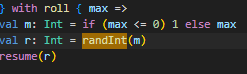 } with roll { max =>
val m: Int = if (max <= 0) 1 else max
val r: Int = randInt(m)
resume(r)